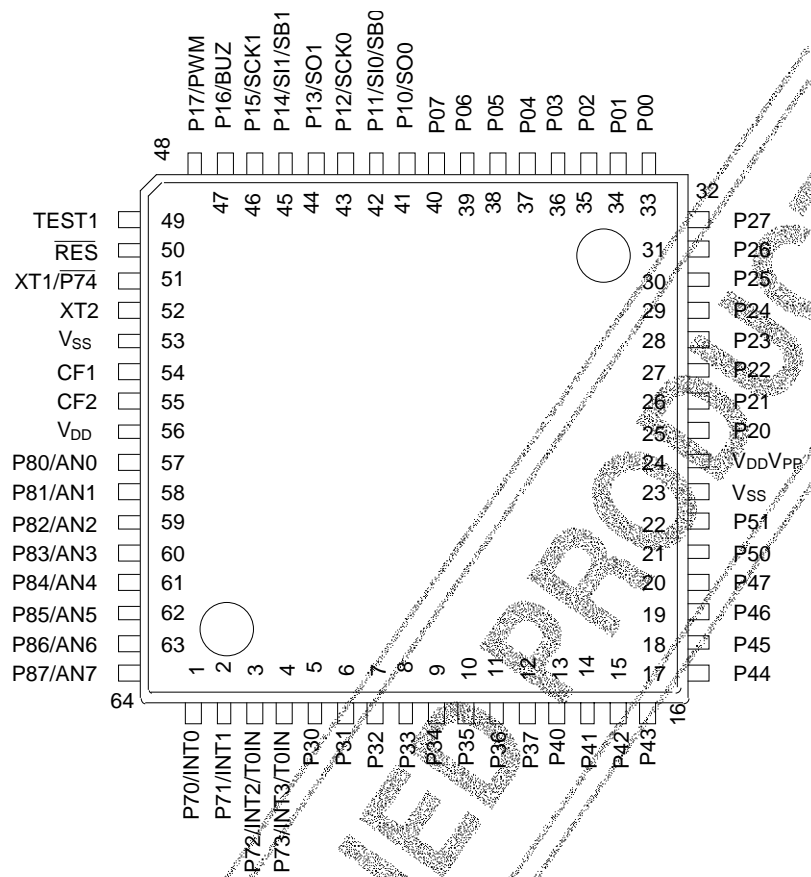 P17/PWM
P16/BUZ
P15/SCK1
P14/SI1/SB1
P13/SO1
P12/SCK0
P11/SI0/SB0
P10/SO0
P07
P06
P05
P04
P03
P02
P01
P00
48
47
46
45
44
43
42
41
40
39
38
37
36
35
34
33
32
TEST1 49
RES 50
XT1/P74 51
XT2 52
VSS 53
CF1 54
CF2 55
VDD 56
P80/AN0 57
P81/AN1 58
P82/AN2 59
P83/AN3 60
P84/AN4 61
P85/AN5 62
P86/AN6 63
P87/AN7
64
P27
31 P26
30 P25
29 P24
28 P23
27 P22
26 P21
25 P20
24 VDDVPP
23 VSS
22 P51
21 P50
20 P47
19 P46
18 P45
17 P44
1
2
3
4
5
6
7
8
9
10
11
12
13
14
15
16
P70/INT0
P71/INT1
P72/INT2/T0IN
P73/INT3/T0IN
P30
P31
P32
P33
P34
P35
P36
P37
P40
P41
P42
P43